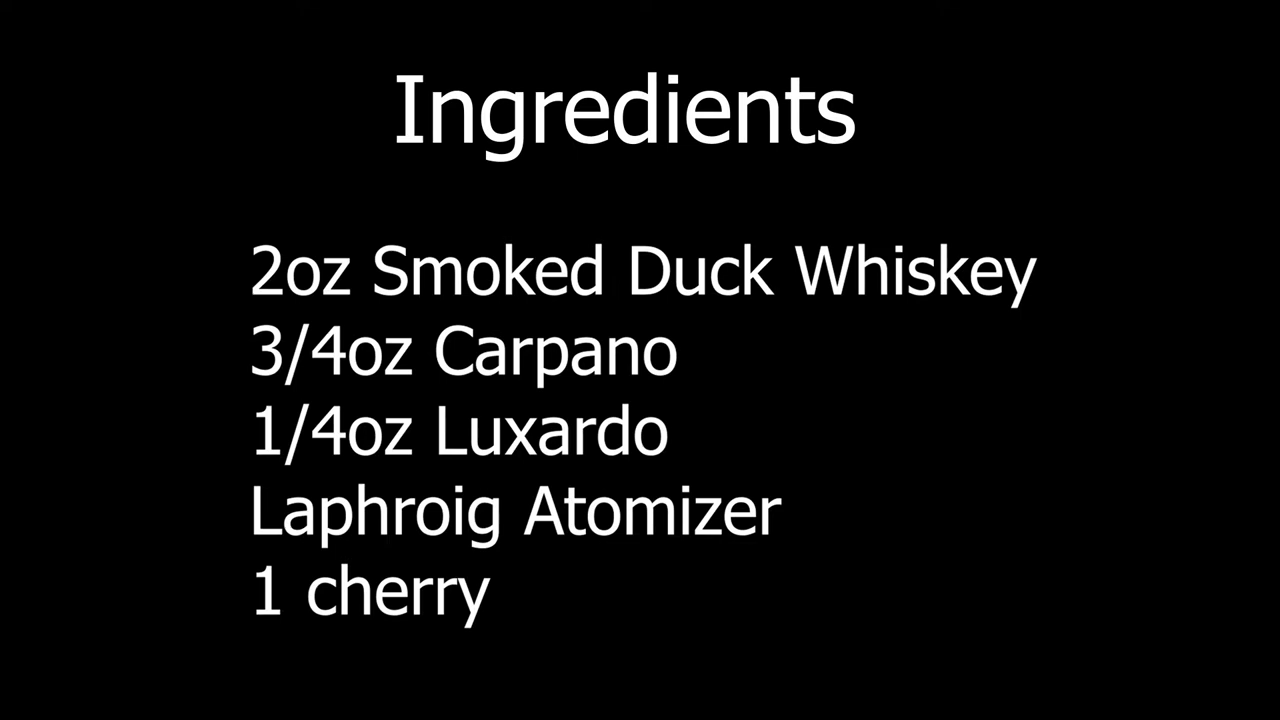 Ingredients
2oz Smoked Duck Whiskey
3/4oz Carpano
1/4oz Luxardo
Laphroig Atomizer
1 cherry